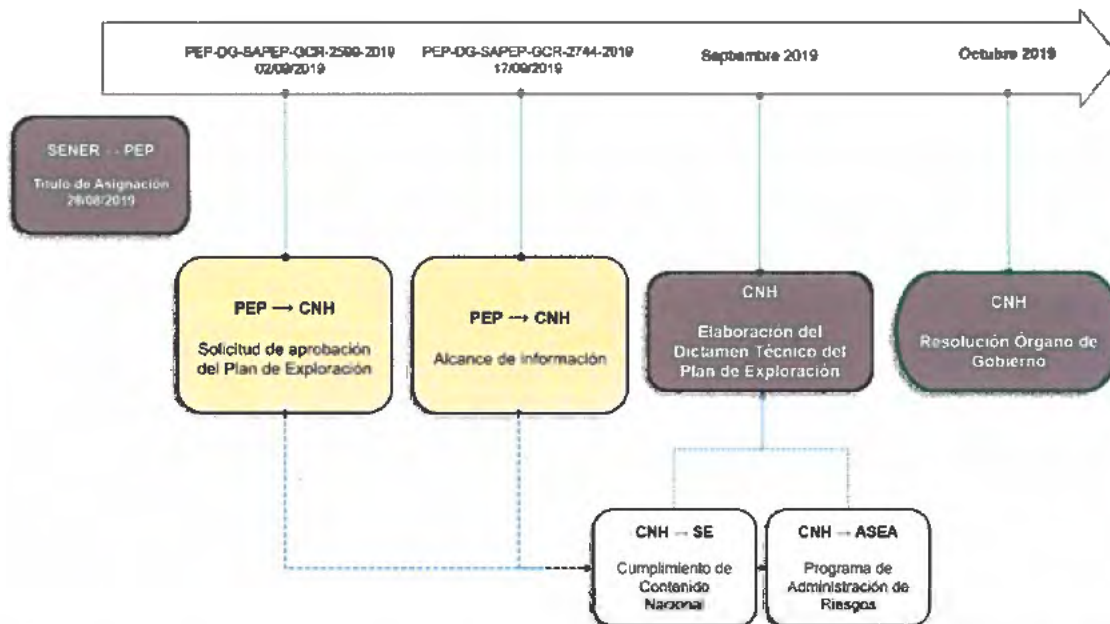 PEP-DG-SAPEP-GCR-2599-2019
02/09/2019
PEP-DG-SAPEP-GCR-2744-2019
17/09/2019
Septiembre 2019
Octubre 2019
SENER → PEP
Título de Asignación
28/08/2019
PEP → CNH
Solicitud de aprobación
del Plan de Exploración
PEP → CNH
Alcance de información
CNH
Elaboración del
Dictamen Técnico del
Plan de Exploración
CNH
Resolución Órgano de
Gobierno
CNH → SE
Cumplimiento de
Contenido
Nacional
CNH → ASEA
Programa de
Administración de
Riesgos